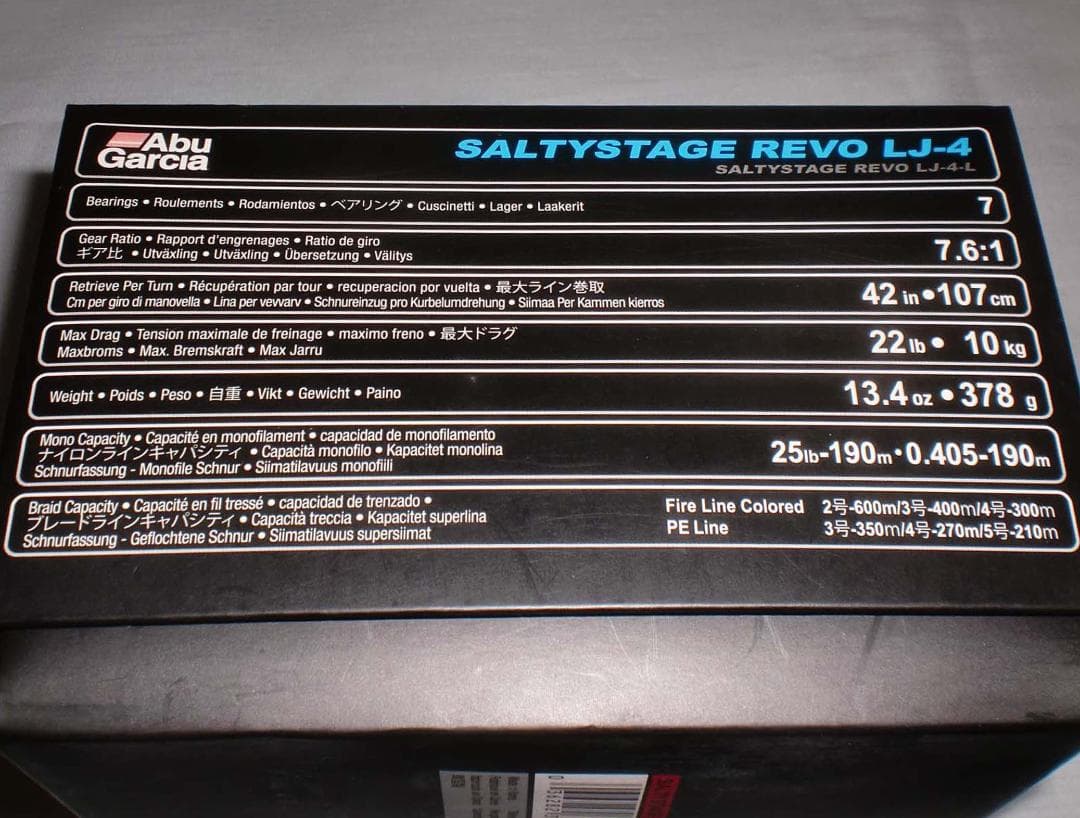 Abu
Garcia
SALTYSTAGE REVO LJ-4
SALTYSTAGE REVO LJ-4-L
Bearings • Roulements • Rodamientos • ベアリング • Cuscinetti • Lager • Laakerit
7
Gear Ratio • Rapport d'engrenages • Ratio de giro
ギア比 • Utväxling • Utväxling • Übersetzung • Välitys
7.6:1
Retrieve Per Turn • Récupération par tour • recuperacion por vuelta • 最大ライン巻取
Cm per giro di manovella • Lina per vevvarv • Schnureinzug pro Kurbelumdrehung • Siimaa Per Kammen kierros
42 in • 107 cm
Max Drag • Tension maximale de freinage • maximo freno • 最大ドラグ
Maxbroms • Max. Bremskraft • Max Jarru
22 lb • 10 kg
Weight • Poids • Peso • 自重 • Vikt • Gewicht • Paino
13.4 oz • 378 g
Mono Capacity • Capacité en monofilament • capacidad de monofilamento
ナイロンラインキャパシティ • Capacità monofilo • Kapacitet monolina
Schnurfassung - Monofile Schnur • Siimatilavuus monofiili
25lb-190m • 0.405-190m
Braid Capacity • Capacité en fil tressé • capacidad de trenzado •
ブレードラインキャパシティ • Capacità treccia • Kapacitet superlina
Schnurfassung - Geflochtene Schnur • Siimatilavuus supersiimat
Fire Line Colored 2号-600m/3号-400m/4号-300m
PE Line 3号-350m/4号-270m/5号-210m